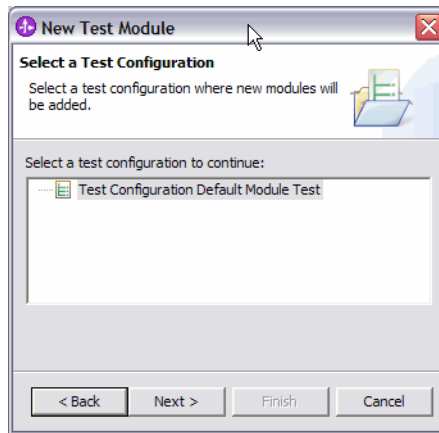 New Test Module
Select a Test Configuration
Select a test configuration where new modules will
be added.
Select a test configuration to continue:
Test Configuration Default Module Test
< Back
Next >
Finish
Cancel